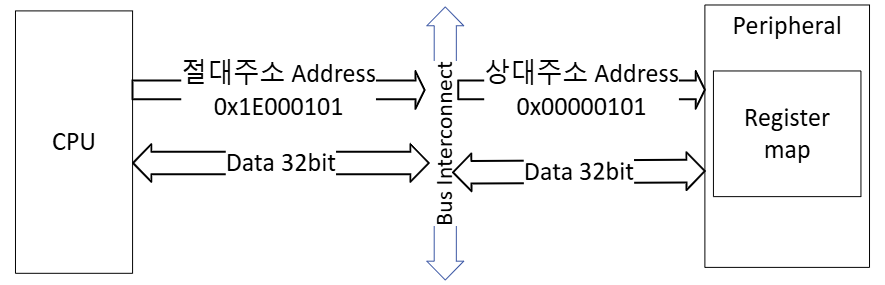 CPU
절대주소 Address
0x1E000101
Data 32bit
Bus Interconnect
상대주소 Address
0x00000101
Data 32bit
Peripheral
Register
map